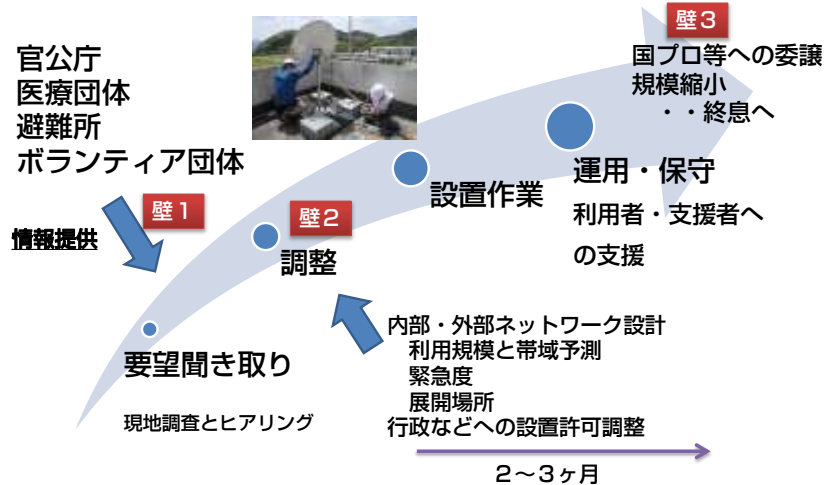 官公庁
医療団体
避難所
ボランティア団体
情報提供
壁１
要望聞き取り
現地調査とヒアリング
壁２
調整
内部・外部ネットワーク設計
利用規模と帯域予測
緊急度
展開場所
行政などへの設置許可調整
２～３ヶ月
設置作業
運用・保守
利用者・支援者へ
の支援
壁３
国プロ等への委譲
規模縮小
・・終息へ